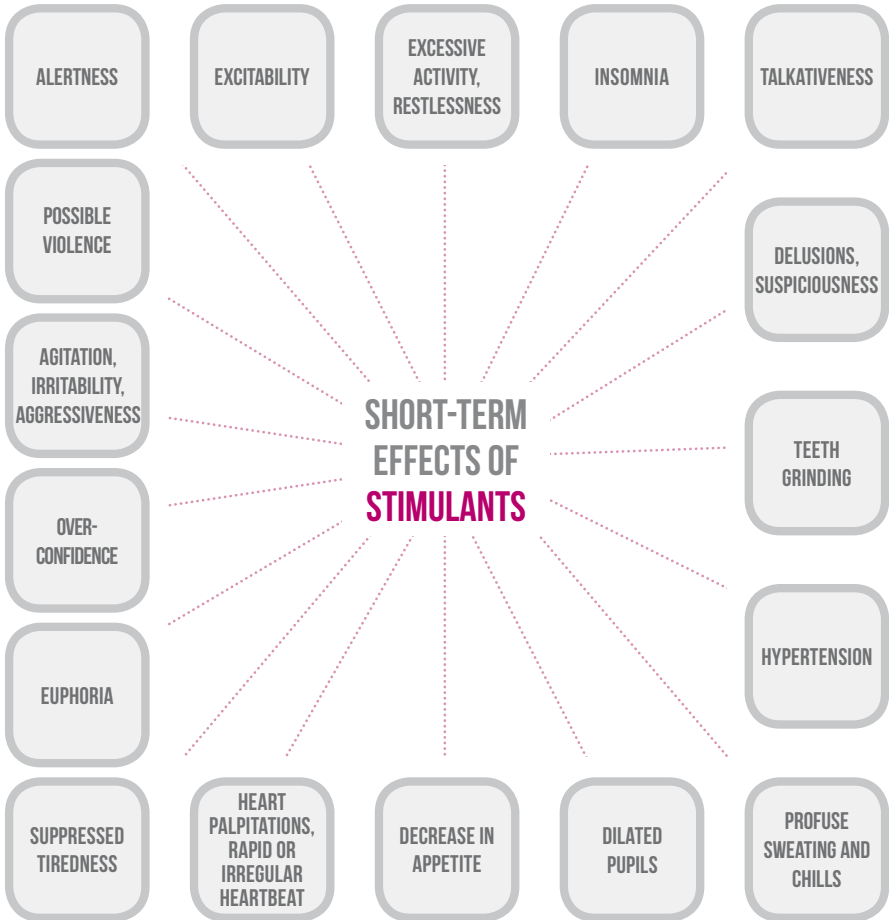 ALERTNESS
EXCITABILITY
EXCESSIVE
ACTIVITY,
RESTLESSNESS
INSOMNIA
TALKATIVENESS
POSSIBLE
VIOLENCE
DELUSIONS,
SUSPICIOUSNESS
AGITATION,
IRRITABILITY,
AGGRESSIVENESS
SHORT-TERM
EFFECTS OF
STIMULANTS
TEETH
GRINDING
OVER-
CONFIDENCE
HYPERTENSION
EUPHORIA
SUPPRESSED
TIREDNESS
HEART
PALPITATIONS,
RAPID OR
IRREGULAR
HEARTBEAT
DECREASE IN
APPETITE
DILATED
PUPILS
PROFUSE
SWEATING AND
CHILLS